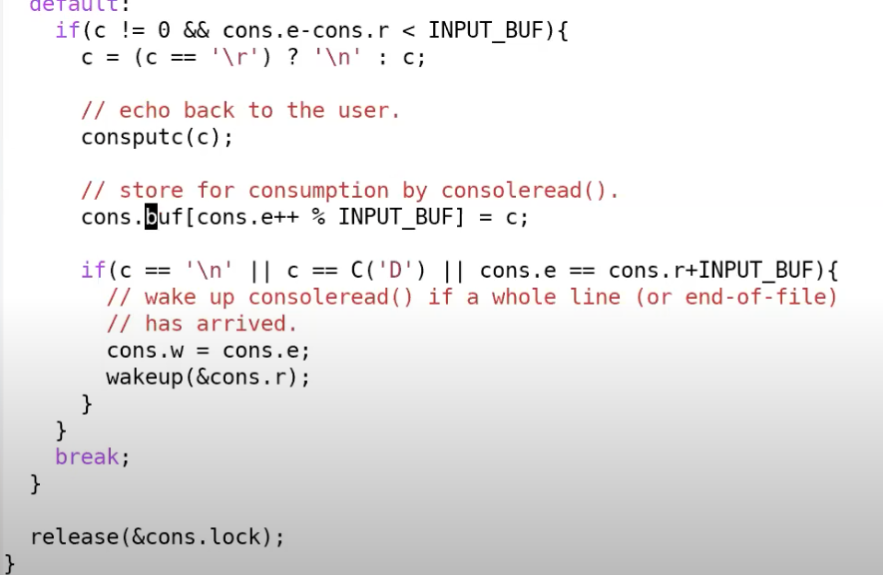 default:
if(c != 0 && cons.e-cons.r < INPUT_BUF){
c = (c == '\r') ? '\n' : c;
// echo back to the user.
consputc(c);
// store for consumption by consoleread().
cons.buf[cons.e++ % INPUT_BUF] = c;
if(c == '\n' || c == C('D') || cons.e == cons.r+INPUT_BUF){
// wake up consoleread() if a whole line (or end-of-file)
// has arrived.
cons.w = cons.e;
wakeup(&cons.r);
}
}
break;
}
release(&cons.lock);
}